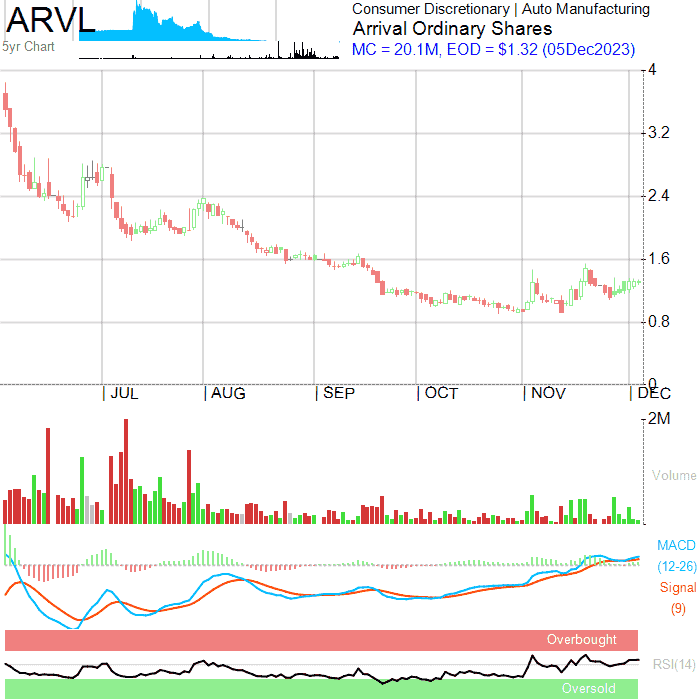 ARVL
5yr Chart
Consumer Discretionary | Auto Manufacturing
Arrival Ordinary Shares
MC = 20.1M, EOD = $1.32 (05Dec2023)
4
3.2
2.4
1.6
0.8
0
| JUL | AUG | SEP | OCT | NOV | DEC
2M
Volume
MACD
(12-26)
Signal
(9)
Overbought
RSI(14)
Oversold